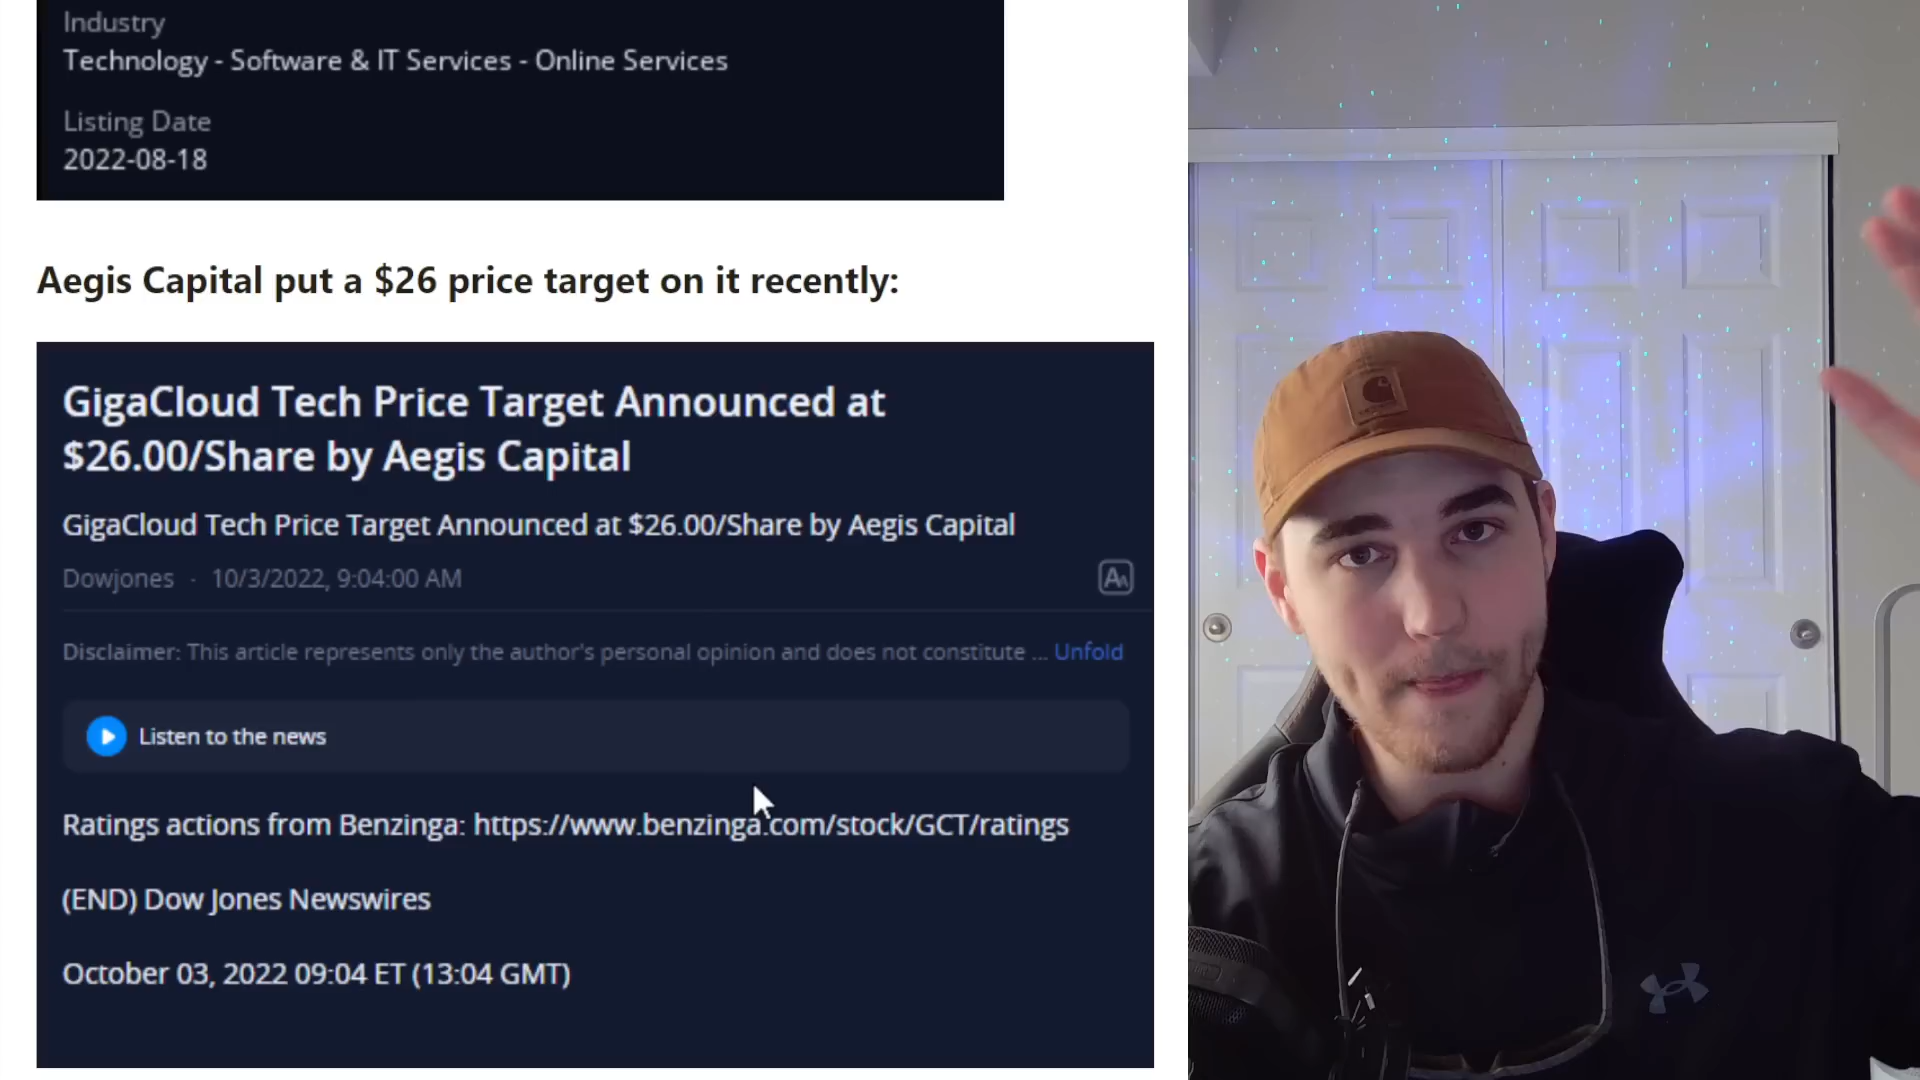 Industry
Technology - Software & IT Services - Online Services
Listing Date
2022-08-18
Aegis Capital put a $26 price target on it recently:
GigaCloud Tech Price Target Announced at
$26.00/Share by Aegis Capital
GigaCloud Tech Price Target Announced at $26.00/Share by Aegis Capital
Dowjones · 10/3/2022, 9:04:00 AM
Disclaimer: This article represents only the author's personal opinion and does not constitute ... Unfold
Listen to the news
Ratings actions from Benzinga: https://www.benzinga.com/stock/GCT/ratings
(END) Dow Jones Newswires
October 03, 2022 09:04 ET (13:04 GMT)